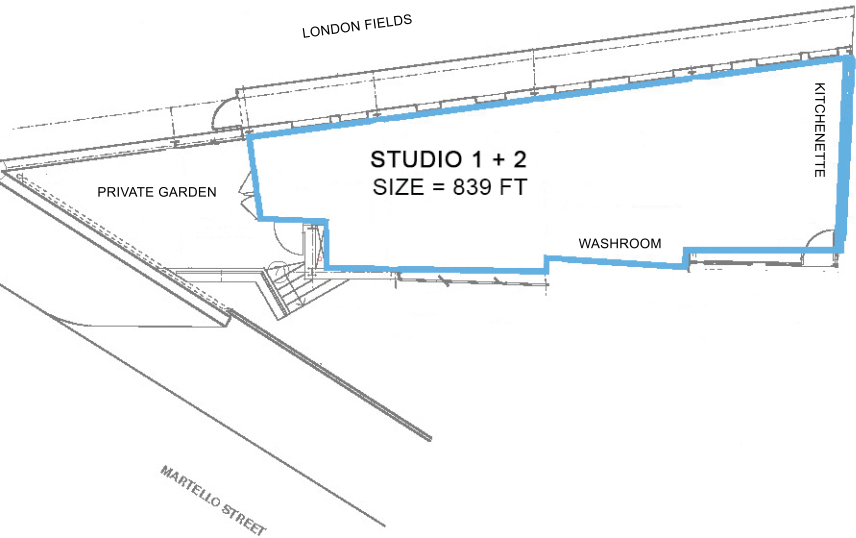 LONDON FIELDS
KITCHENETTE
STUDIO 1 + 2
SIZE = 839 FT
PRIVATE GARDEN
WASHROOM
MARTELLO STREET